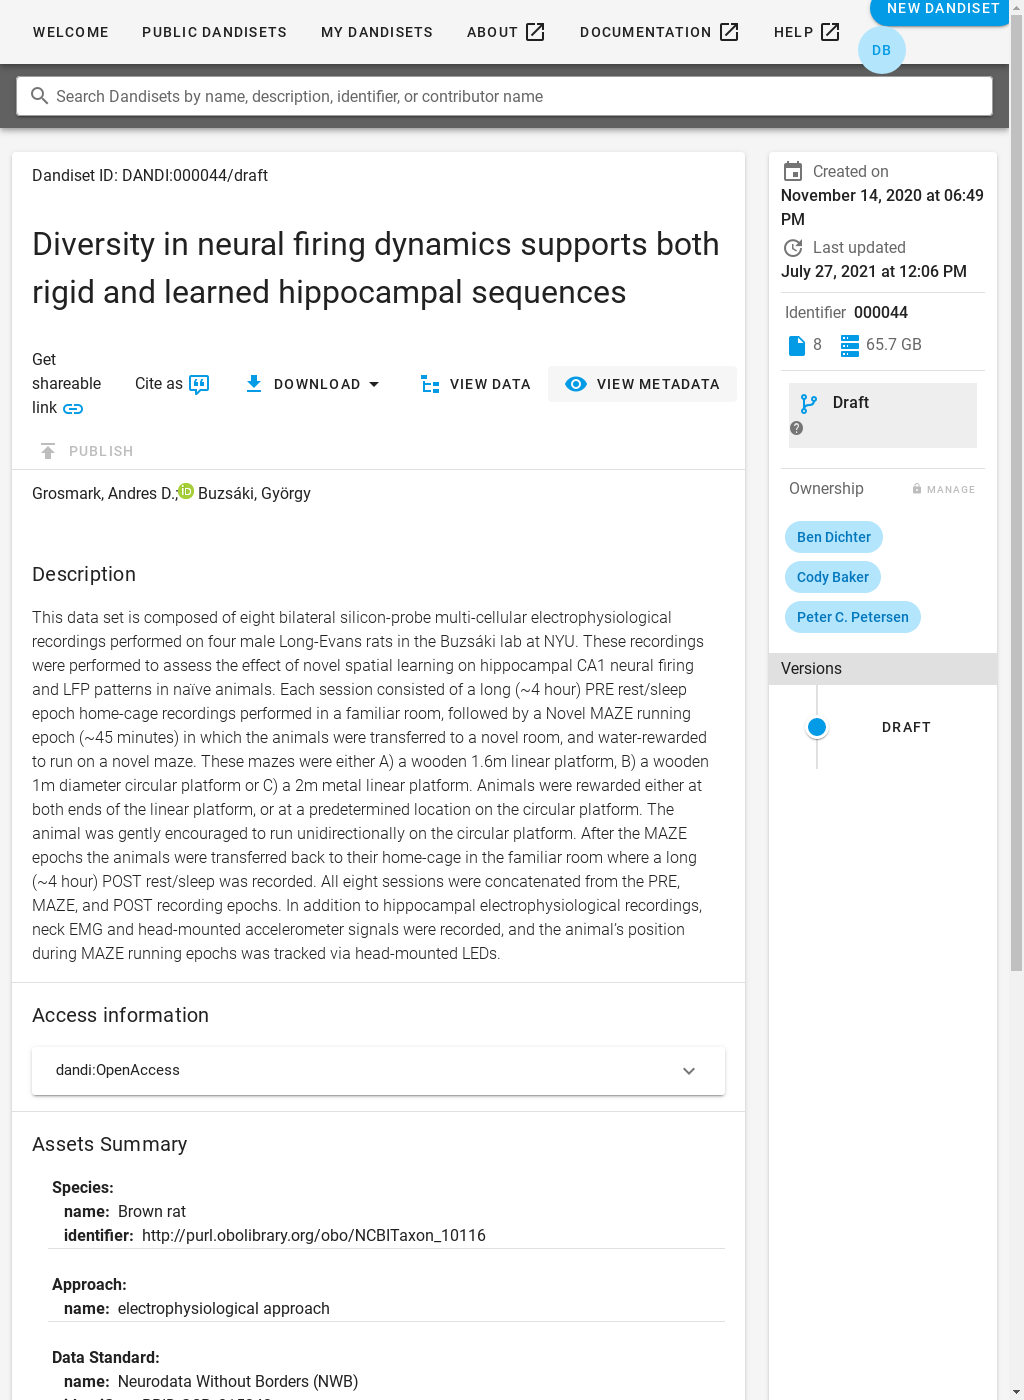 WELCOME PUBLIC DANDISETS MY DANDISETS ABOUT DOCUMENTATION HELP NEW DANDISET
DB
Search Dandisets by name, description, identifier, or contributor name
Dandiset ID: DANDI:000044/draft
Diversity in neural firing dynamics supports both
rigid and learned hippocampal sequences
Get
shareable
link
Cite as
DOWNLOAD
VIEW DATA
VIEW METADATA
PUBLISH
Grosmark, Andres D.; Buzsáki, György
Description
This data set is composed of eight bilateral silicon-probe multi-cellular electrophysiological
recordings performed on four male Long-Evans rats in the Buzsáki lab at NYU. These recordings
were performed to assess the effect of novel spatial learning on hippocampal CA1 neural firing
and LFP patterns in naïve animals. Each session consisted of a long (~4 hour) PRE rest/sleep
epoch home-cage recordings performed in a familiar room, followed by a Novel MAZE running
epoch (~45 minutes) in which the animals were transferred to a novel room, and water-rewarded
to run on a novel maze. These mazes were either A) a wooden 1.6m linear platform, B) a wooden
1m diameter circular platform or C) a 2m metal linear platform. Animals were rewarded either at
both ends of the linear platform, or at a predetermined location on the circular platform. The
animal was gently encouraged to run unidirectionally on the circular platform. After the MAZE
epochs the animals were transferred back to their home-cage in the familiar room where a long
(~4 hour) POST rest/sleep was recorded. All eight sessions were concatenated from the PRE,
MAZE, and POST recording epochs. In addition to hippocampal electrophysiological recordings,
neck EMG and head-mounted accelerometer signals were recorded, and the animal's position
during MAZE running epochs was tracked via head-mounted LEDs.
Access information
dandi:OpenAccess
Assets Summary
Species:
name: Brown rat
identifier: http://purl.obolibrary.org/obo/NCBITaxon_10116
Approach:
name: electrophysiological approach
Data Standard:
name: Neurodata Without Borders (NWB)
Created on
November 14, 2020 at 06:49
PM
Last updated
July 27, 2021 at 12:06 PM
Identifier 000044
8 65.7 GB
Draft
Ownership MANAGE
Ben Dichter
Cody Baker
Peter C. Petersen
Versions
DRAFT